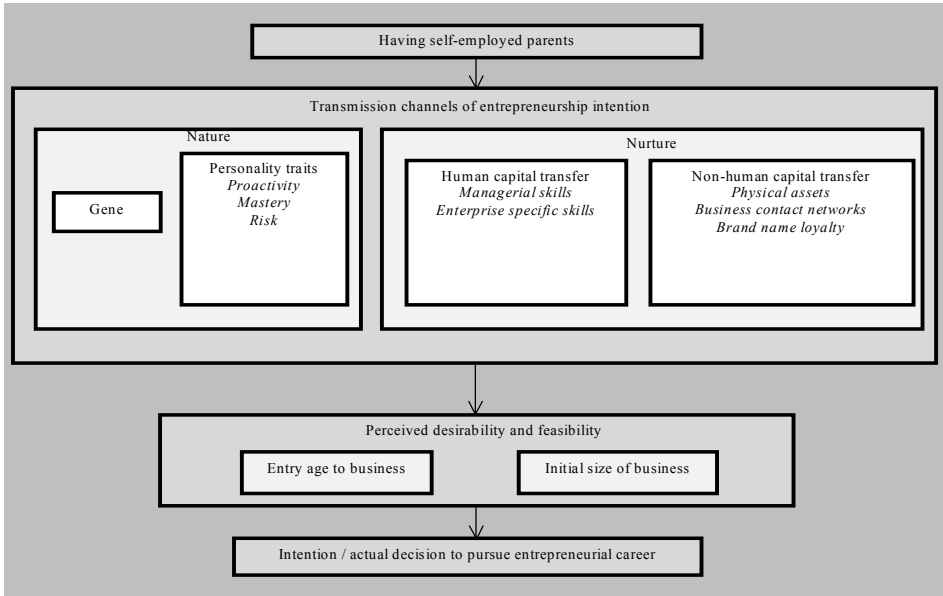 Having self-employed parents
Transmission channels of entrepreneurship intention
Nature
Gene
Personality traits
Proactivity
Mastery
Risk
Nurture
Human capital transfer
Managerial skills
Enterprise specific skills
Non-human capital transfer
Physical assets
Business contact networks
Brand name loyalty
Perceived desirability and feasibility
Entry age to business
Initial size of business
Intention / actual decision to pursue entrepreneurial career